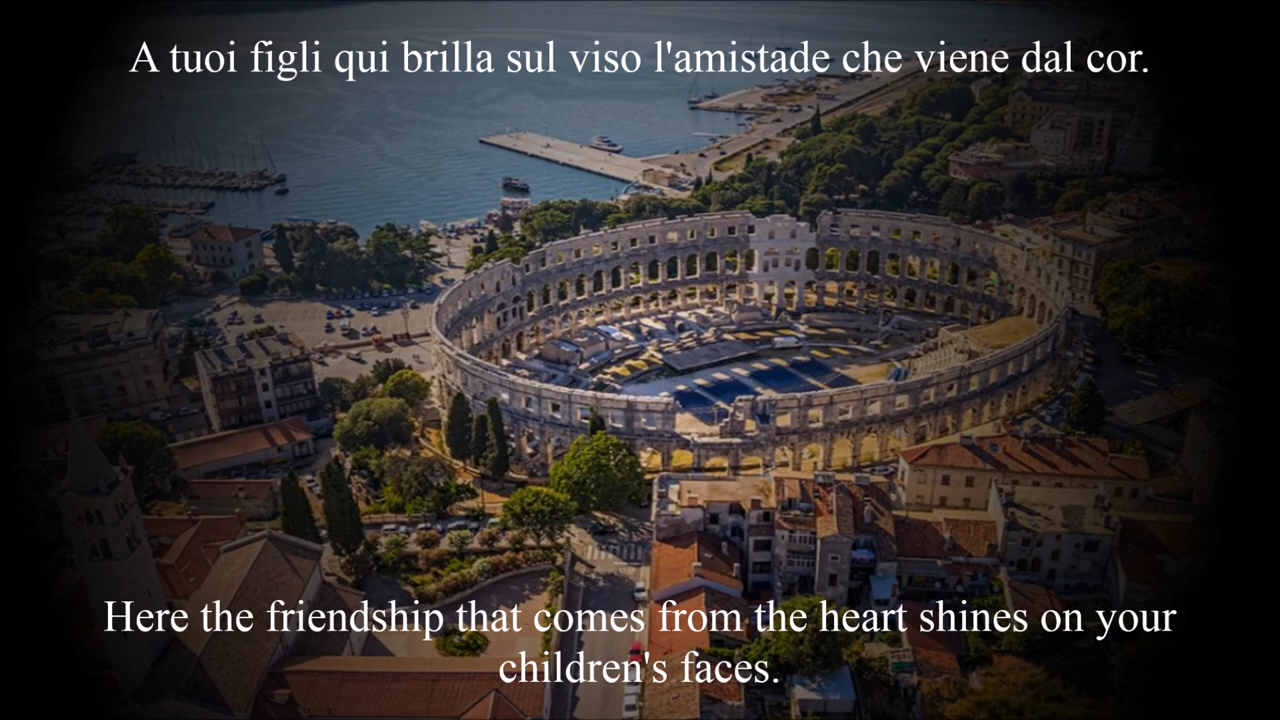 A tuoi figli qui brilla sul viso l'amistade che viene dal cor.
Here the friendship that comes from the heart shines on your
children's faces.